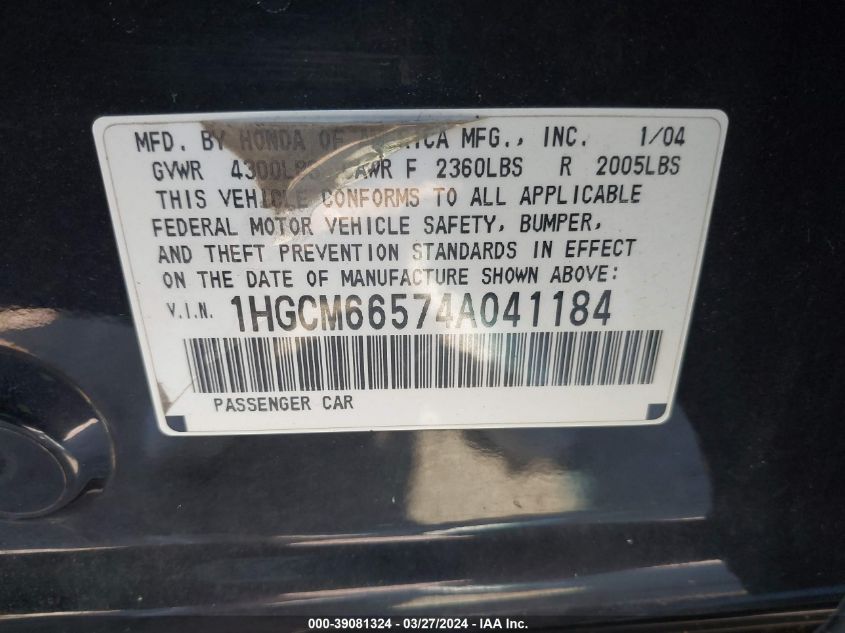 MFD. BY HONDA OF AMERICA MFG., INC. 1/04
GVWR 4300LBS GAWR F 2360LBS R 2005LBS
THIS VEHICLE CONFORMS TO ALL APPLICABLE
FEDERAL MOTOR VEHICLE SAFETY, BUMPER,
AND THEFT PREVENTION STANDARDS IN EFFECT
ON THE DATE OF MANUFACTURE SHOWN ABOVE:
V.I.N. 1HGCM66574A041184
PASSENGER CAR
000-39081324 - 03/27/2024 - Copart, Inc.